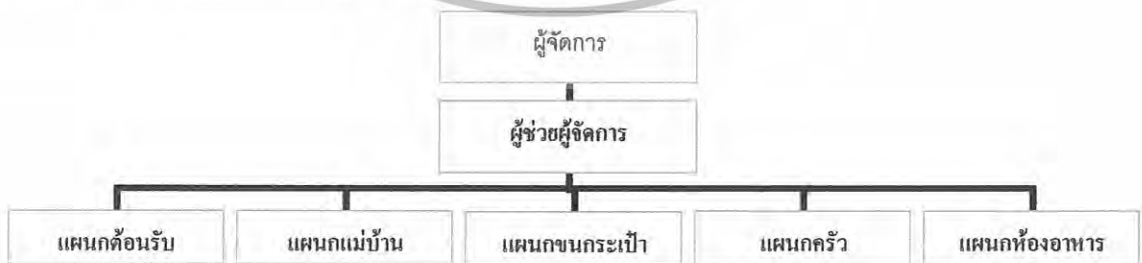 ผู้จัดการ
ผู้ช่วยผู้จัดการ
แผนกต้อนรับ
แผนกแม่บ้าน
แผนกขนกระเป๋า
แผนกครัว
แผนกห้องอาหาร